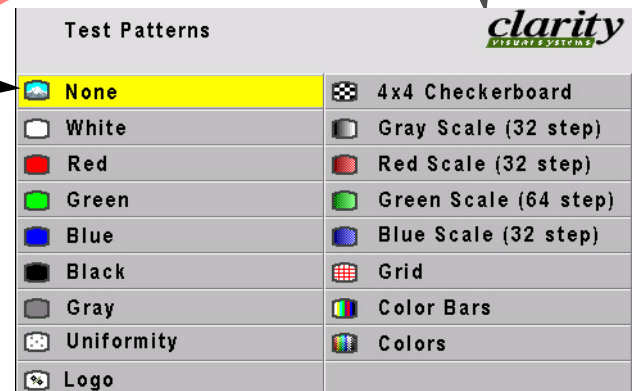 Test Patterns
clarity
VISUAL SYSTEMS
None
White
Red
Green
Blue
Black
Gray
Uniformity
Logo
4x4 Checkerboard
Gray Scale (32 step)
Red Scale (32 step)
Green Scale (64 step)
Blue Scale (32 step)
Grid
Color Bars
Colors